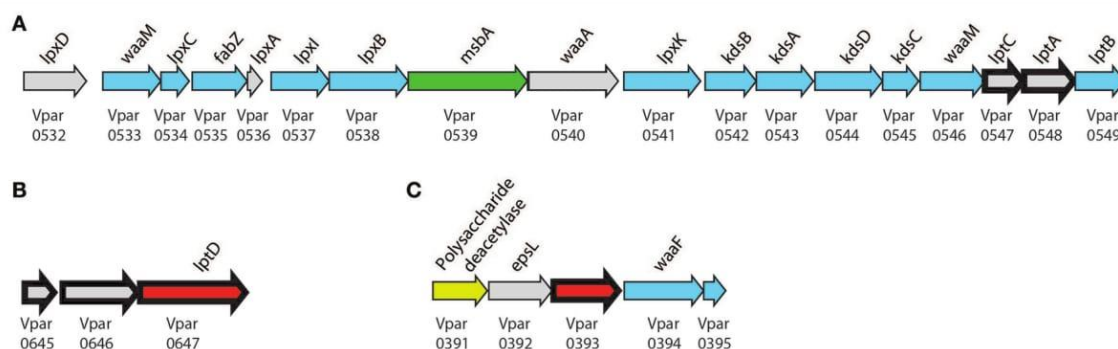 A
lpxD waaM lpxC fabZ lpxA lpxI lpxB msbA waaA lpxK kdsB kdsA kdsD kdsC waaM lptC lptA lptB
Vpar Vpar Vpar Vpar Vpar Vpar Vpar Vpar Vpar Vpar Vpar Vpar Vpar Vpar Vpar Vpar Vpar Vpar
0532 0533 0534 0535 0536 0537 0538 0539 0540 0541 0542 0543 0544 0545 0546 0547 0548 0549
B
lptD
Vpar Vpar Vpar
0645 0646 0647
C
Polysaccharide
deacetylase
epsL
waaF
Vpar Vpar Vpar Vpar Vpar
0391 0392 0393 0394 0395